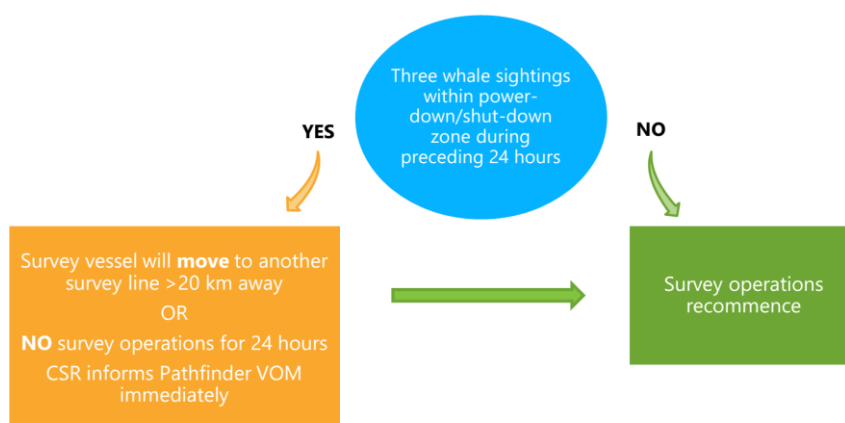 Three whale sightings
within power-
down/shut-down
zone during
preceding 24 hours
YES
NO
Survey vessel will move to another
survey line >20 km away
OR
NO survey operations for 24 hours
CSR informs Pathfinder VOM
immediately
Survey operations
recommence